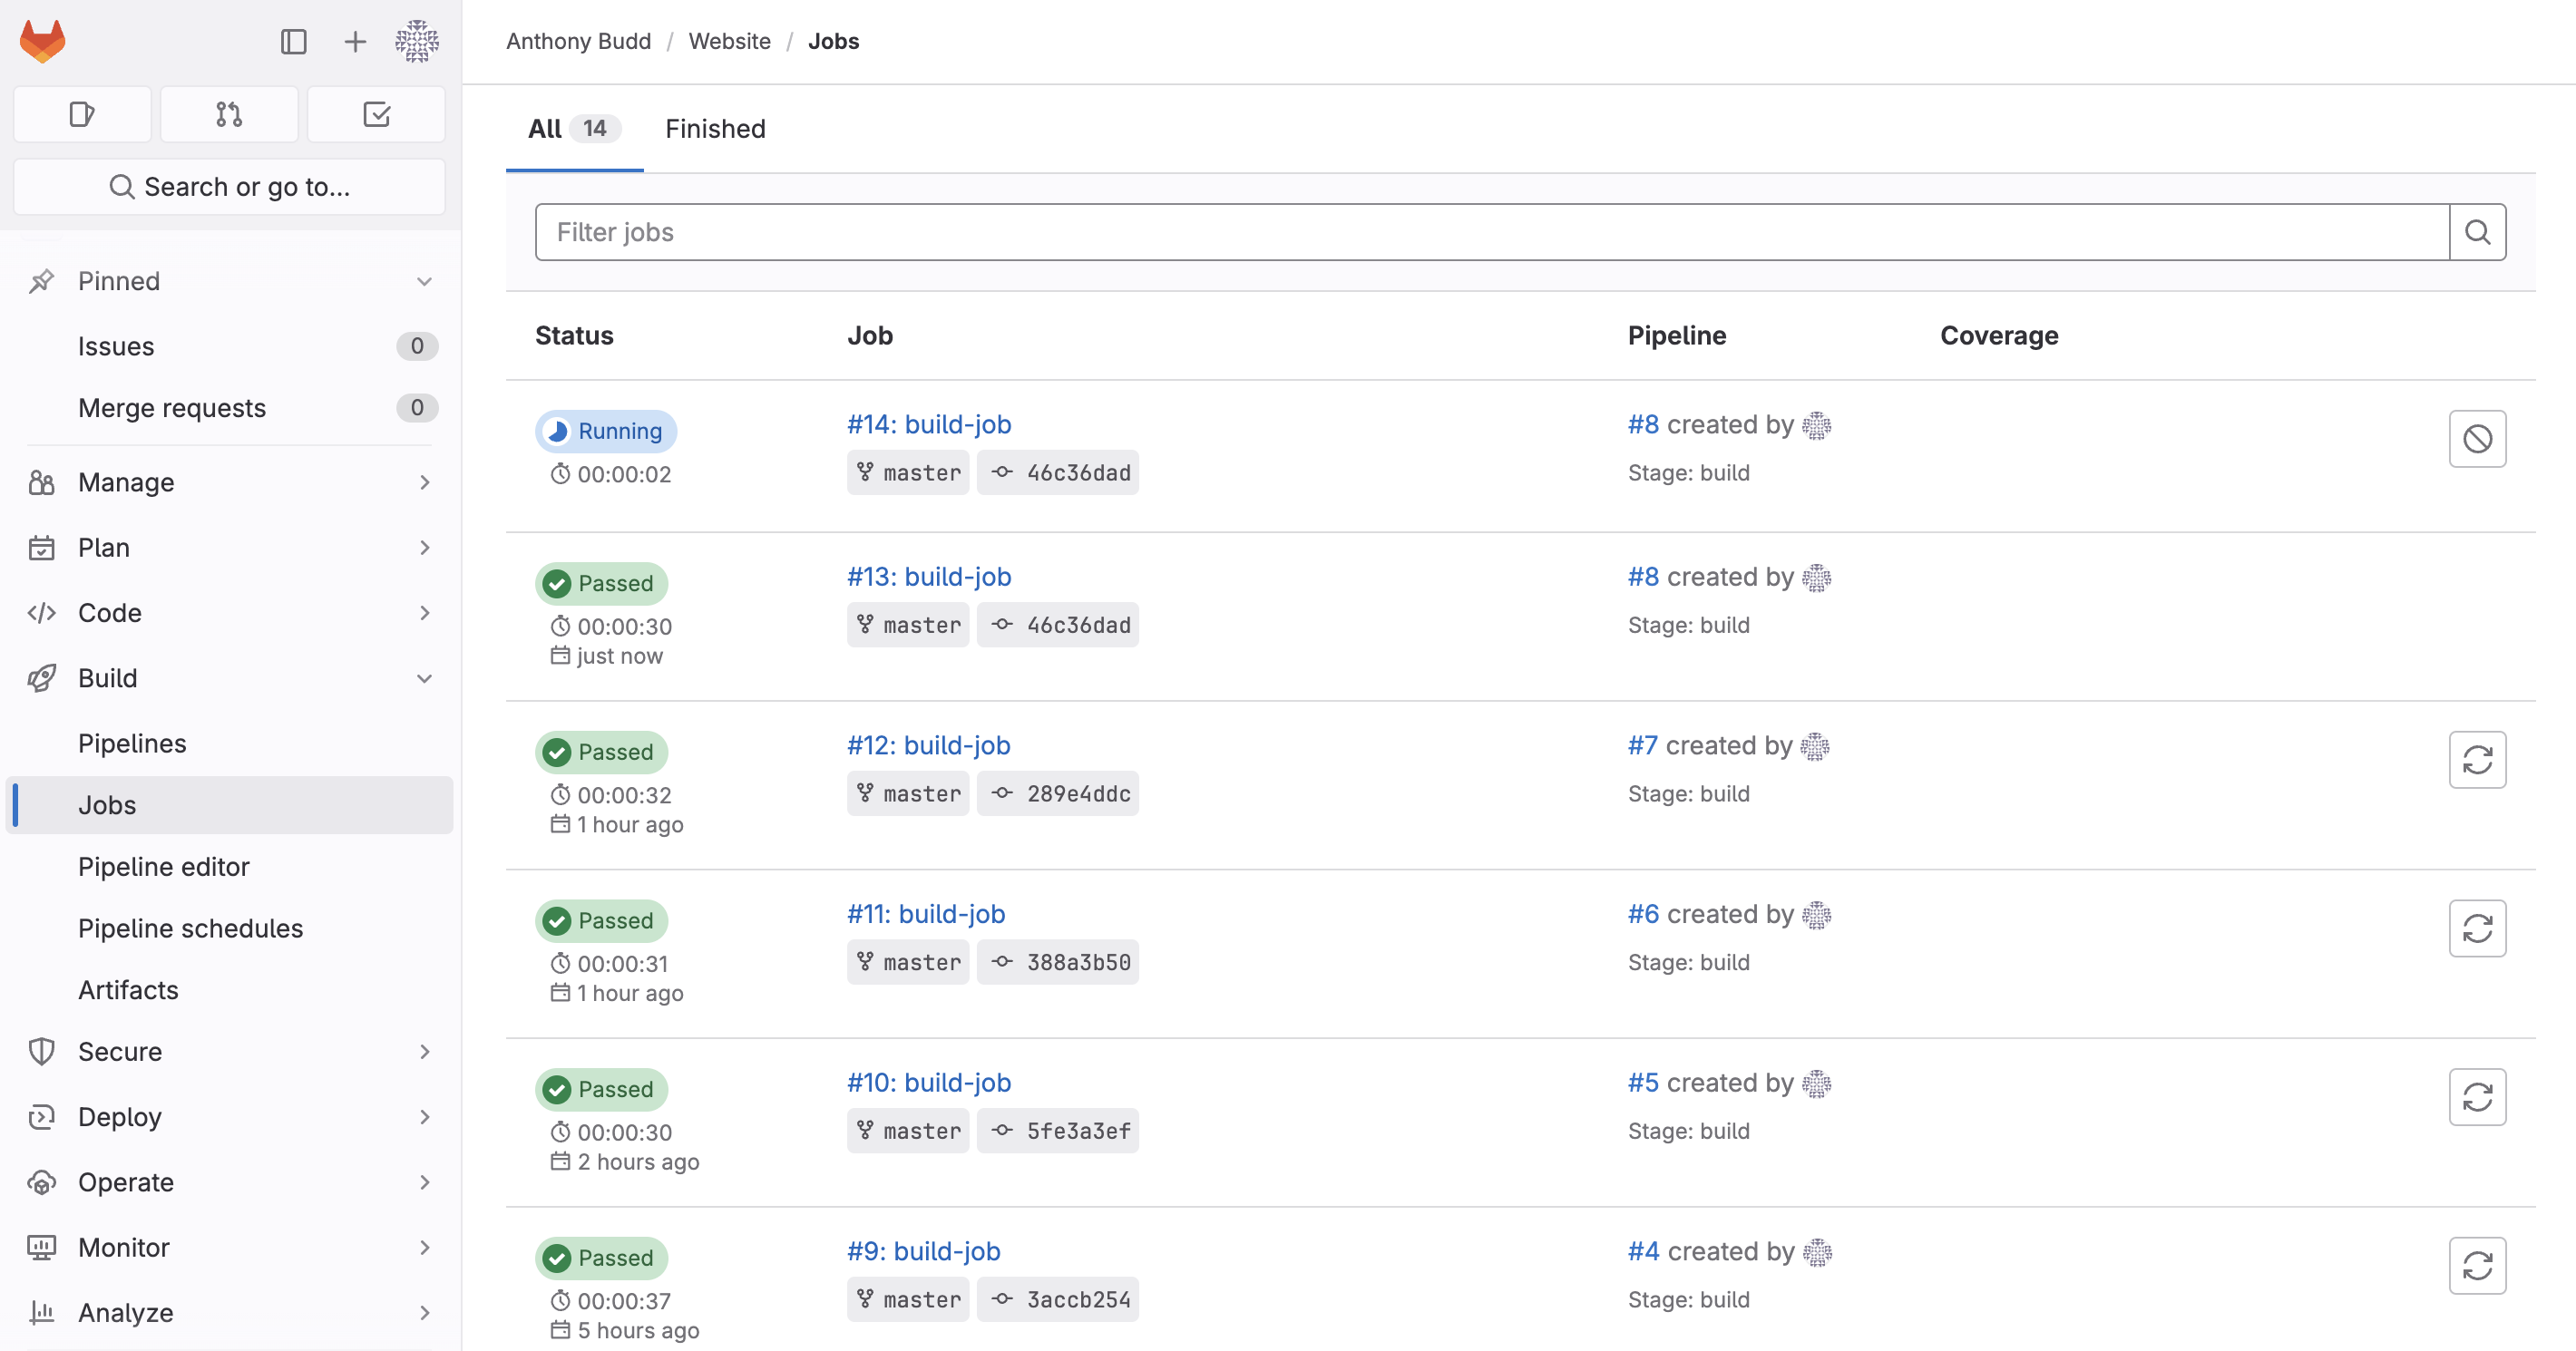 Anthony Budd / Website / Jobs
Search or go to...
Pinned
Issues 0
Merge requests 0
Manage
Plan
Code
Build
Pipelines
Jobs
Pipeline editor
Pipeline schedules
Artifacts
Secure
Deploy
Operate
Monitor
Analyze
All 14 Finished
Filter jobs
Status Job Pipeline Coverage
Running #14: build-job #8 created by
00:00:02 master 46c36dad Stage: build
Passed #13: build-job #8 created by
00:00:30 master 46c36dad Stage: build
just now
Passed #12: build-job #7 created by
00:00:32 master 289e4ddc Stage: build
1 hour ago
Passed #11: build-job #6 created by
00:00:31 master 388a3b50 Stage: build
1 hour ago
Passed #10: build-job #5 created by
00:00:30 master 5fe3a3ef Stage: build
2 hours ago
Passed #9: build-job #4 created by
00:00:37 master 3accb254 Stage: build
5 hours ago